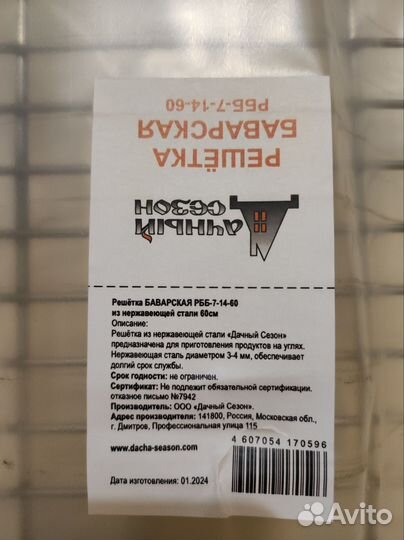 РЕШЁТКА
БАВАРСКАЯ
РББ-7-14-60
дачный
сезон
Решётка БАВАРСКАЯ РББ-7-14-60
из нержавеющей стали 60см
Описание:
Решётка из нержавеющей стали «Дачный Сезон»
предназначена для приготовления продуктов на углях.
Нержавеющая сталь диаметром 3-4 мм, обеспечивает
долгий срок службы.
Срок годности: не ограничен.
Сертификат: Не подлежит обязательной сертификации.
отказное письмо №7942
Производитель: ООО «Дачный Сезон».
Адрес производителя: 141800, Россия, Московская обл.,
г. Дмитров, Профессиональная улица 115
www.dacha-season.com
4 607054 170596
Дата изготовления: 01.2024
Avito